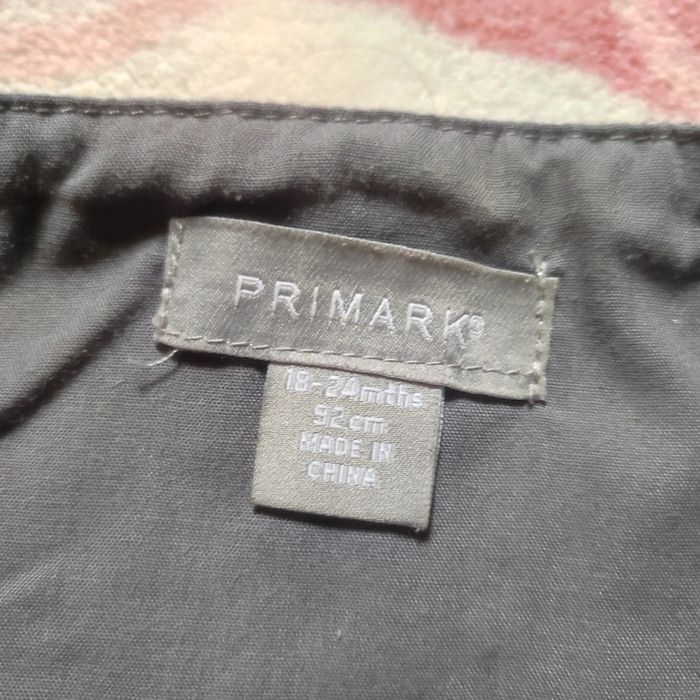 PRIMARK®
18-24mths
92cm
MADE IN
CHINA